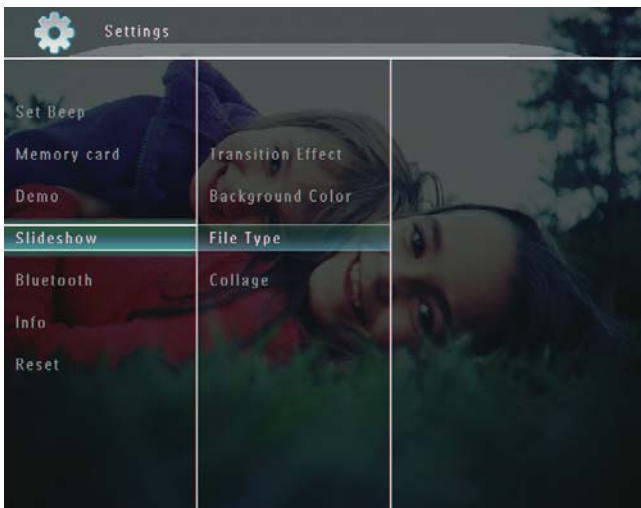 Settings
Set Beep
Memory card
Demo
Slideshow
Bluetooth
Info
Reset
Transition Effect
Background Color
File Type
Collage